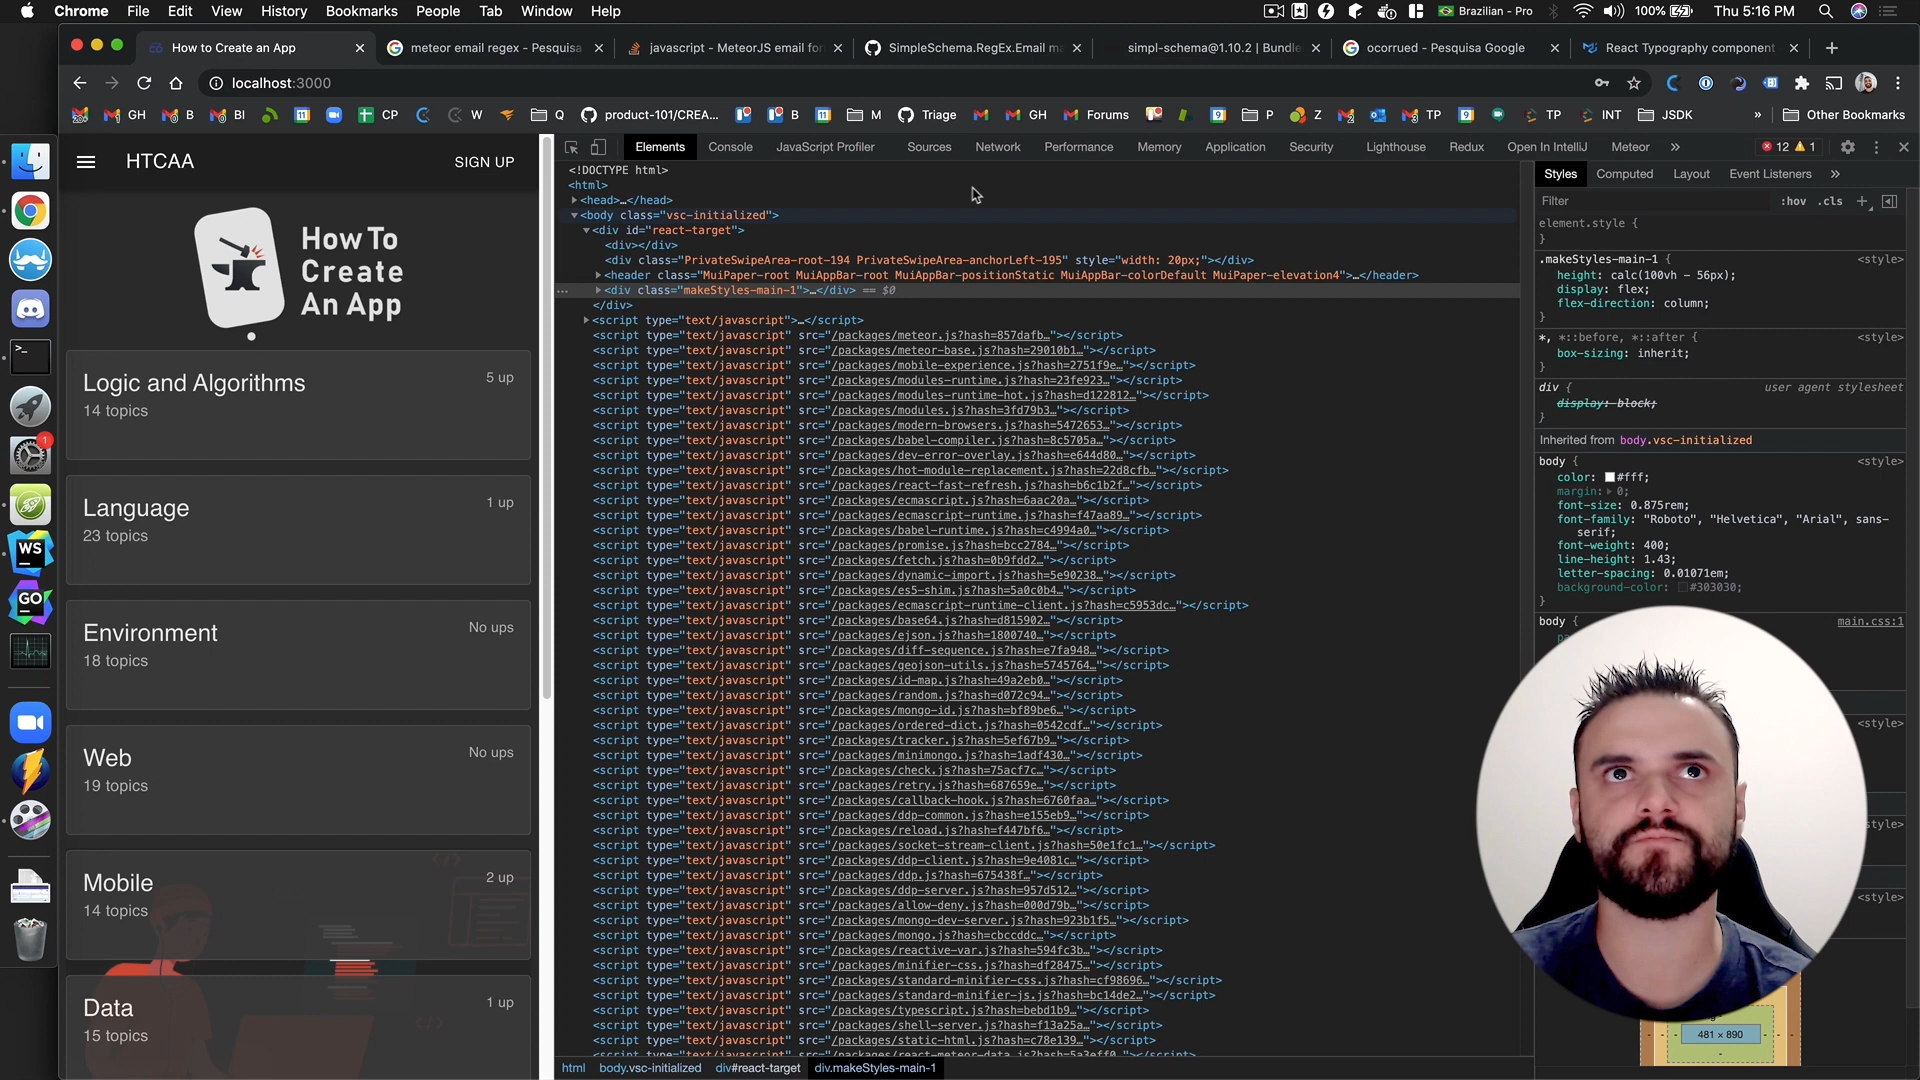 Chrome File Edit View History Bookmarks People Tab Window Help
Brazilian - Pro 100% Thu 5:16 PM
How to Create an App
meteor email regex - Pesquisa
javascript - MeteorJS email for
SimpleSchema.RegEx.Email ma
simpl-schema@1.10.2 | Bundle
ocorrued - Pesquisa Google
React Typography component
localhost:3000
GH B BI CP W Q product-101/CREA... B M Triage GH Forums P Z TP TP INT JSDK » Other Bookmarks
HTCAA
SIGN UP
How To
Create
An App
Logic and Algorithms
5 up
14 topics
Language
1 up
23 topics
Environment
No ups
18 topics
Web
No ups
19 topics
Mobile
2 up
14 topics
Data
1 up
15 topics
Elements Console JavaScript Profiler Sources Network Performance Memory Application Security Lighthouse Redux Open In IntelliJ Meteor » 12 1
<!DOCTYPE html>
<html>
<head>…</head>
<body class="vsc-initialized">
<div id="react-target">
<div></div>
<div class="PrivateSwipeArea-root-194 PrivateSwipeArea-anchorLeft-195" style="width: 20px;"></div>
<header class="MuiPaper-root MuiAppBar-root MuiAppBar-positionStatic MuiAppBar-colorDefault MuiPaper-elevation4">…</header>
<div class="makeStyles-main-1">…</div> == $0
</div>
<script type="text/javascript">…</script>
<script type="text/javascript" src="/packages/meteor.js?hash=857dafb…"></script>
<script type="text/javascript" src="/packages/meteor-base.js?hash=29010b1…"></script>
<script type="text/javascript" src="/packages/mobile-experience.js?hash=2751f9e…"></script>
<script type="text/javascript" src="/packages/modules-runtime.js?hash=23fe923…"></script>
<script type="text/javascript" src="/packages/modules-runtime-hot.js?hash=d122812…"></script>
<script type="text/javascript" src="/packages/modules.js?hash=3fd79b3…"></script>
<script type="text/javascript" src="/packages/modern-browsers.js?hash=5472653…"></script>
<script type="text/javascript" src="/packages/babel-compiler.js?hash=8c5705a…"></script>
<script type="text/javascript" src="/packages/dev-error-overlay.js?hash=e644d80…"></script>
<script type="text/javascript" src="/packages/hot-module-replacement.js?hash=22d8cfb…"></script>
<script type="text/javascript" src="/packages/react-fast-refresh.js?hash=b6c1b2f…"></script>
<script type="text/javascript" src="/packages/ecmascript.js?hash=6aac20a…"></script>
<script type="text/javascript" src="/packages/ecmascript-runtime.js?hash=f47aa89…"></script>
<script type="text/javascript" src="/packages/babel-runtime.js?hash=c4994a0…"></script>
<script type="text/javascript" src="/packages/promise.js?hash=bcc2784…"></script>
<script type="text/javascript" src="/packages/fetch.js?hash=0b9fdd2…"></script>
<script type="text/javascript" src="/packages/dynamic-import.js?hash=5e90238…"></script>
<script type="text/javascript" src="/packages/es5-shim.js?hash=5a0c0b4…"></script>
<script type="text/javascript" src="/packages/ecmascript-runtime-client.js?hash=c5953dc…"></script>
<script type="text/javascript" src="/packages/base64.js?hash=d815902…"></script>
<script type="text/javascript" src="/packages/ejson.js?hash=1800740…"></script>
<script type="text/javascript" src="/packages/diff-sequence.js?hash=e7fa948…"></script>
<script type="text/javascript" src="/packages/geojson-utils.js?hash=5745764…"></script>
<script type="text/javascript" src="/packages/id-map.js?hash=49a2eb0…"></script>
<script type="text/javascript" src="/packages/random.js?hash=d072c94…"></script>
<script type="text/javascript" src="/packages/mongo-id.js?hash=bf89be6…"></script>
<script type="text/javascript" src="/packages/ordered-dict.js?hash=0542cdf…"></script>
<script type="text/javascript" src="/packages/tracker.js?hash=5ef67b9…"></script>
<script type="text/javascript" src="/packages/minimongo.js?hash=1adf430…"></script>
<script type="text/javascript" src="/packages/check.js?hash=75acf7c…"></script>
<script type="text/javascript" src="/packages/retry.js?hash=687659e…"></script>
<script type="text/javascript" src="/packages/callback-hook.js?hash=6760faa…"></script>
<script type="text/javascript" src="/packages/ddp-common.js?hash=e155eb9…"></script>
<script type="text/javascript" src="/packages/reload.js?hash=f447bf6…"></script>
<script type="text/javascript" src="/packages/socket-stream-client.js?hash=50e1fc1…"></script>
<script type="text/javascript" src="/packages/ddp-client.js?hash=9e4081c…"></script>
<script type="text/javascript" src="/packages/ddp.js?hash=675438f…"></script>
<script type="text/javascript" src="/packages/ddp-server.js?hash=957d512…"></script>
<script type="text/javascript" src="/packages/allow-deny.js?hash=000d79b…"></script>
<script type="text/javascript" src="/packages/mongo-dev-server.js?hash=923b1f5…"></script>
<script type="text/javascript" src="/packages/mongo.js?hash=cbccddc…"></script>
<script type="text/javascript" src="/packages/reactive-var.js?hash=594fc3b…"></script>
<script type="text/javascript" src="/packages/minifier-css.js?hash=df28475…"></script>
<script type="text/javascript" src="/packages/standard-minifier-css.js?hash=cf98696…"></script>
<script type="text/javascript" src="/packages/standard-minifier-js.js?hash=bc14de2…"></script>
<script type="text/javascript" src="/packages/typescript.js?hash=bebd1b9…"></script>
<script type="text/javascript" src="/packages/shell-server.js?hash=f13a25a…"></script>
<script type="text/javascript" src="/packages/static-html.js?hash=c78e139…"></script>
<script type="text/javascript" src="/packages/react-meteor-data.js?hash=5a3eff0…"></script>
html body.vsc-initialized div#react-target div.makeStyles-main-1
Styles Computed Layout Event Listeners »
Filter :hov .cls +
element.style {
}
.makeStyles-main-1 { <style>
height: calc(100vh - 56px);
display: flex;
flex-direction: column;
}
*, *::before, *::after { <style>
box-sizing: inherit;
}
div { user agent stylesheet
display: block;
}
Inherited from body.vsc-initialized
body { <style>
color: #fff;
margin: 0;
font-size: 0.875rem;
font-family: "Roboto", "Helvetica", "Arial", sans-
serif;
font-weight: 400;
line-height: 1.43;
letter-spacing: 0.01071em;
background-color: #303030;
}
body { main.css:1
<style>
style>
style>
<style>
481 × 890
WS
GO
1